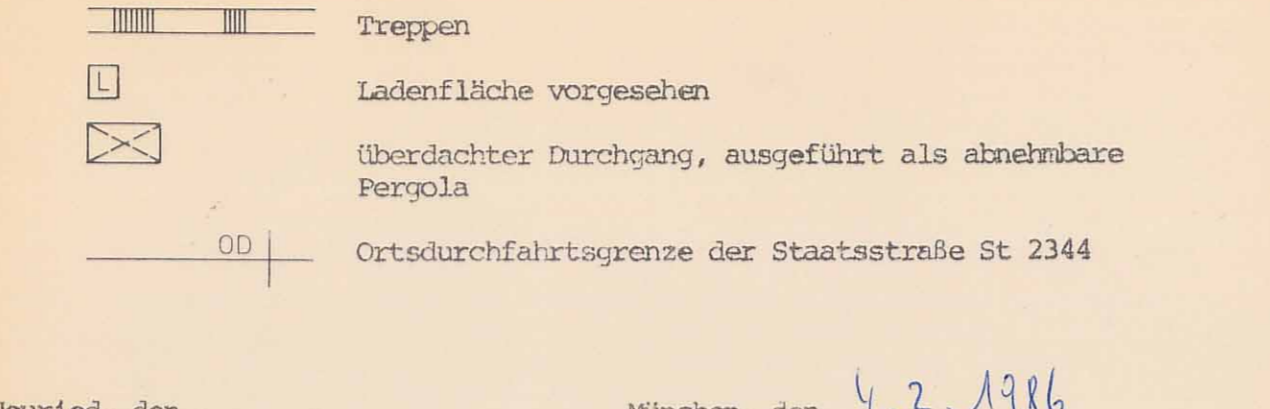 Treppen
L
Ladenfläche vorgesehen
überdachter Durchgang, ausgeführt als abnehmbare
Pergola
OD
Ortsdurchfahrtsgrenze der Staatsstraße St 2344
den München den 4. 2. 1986